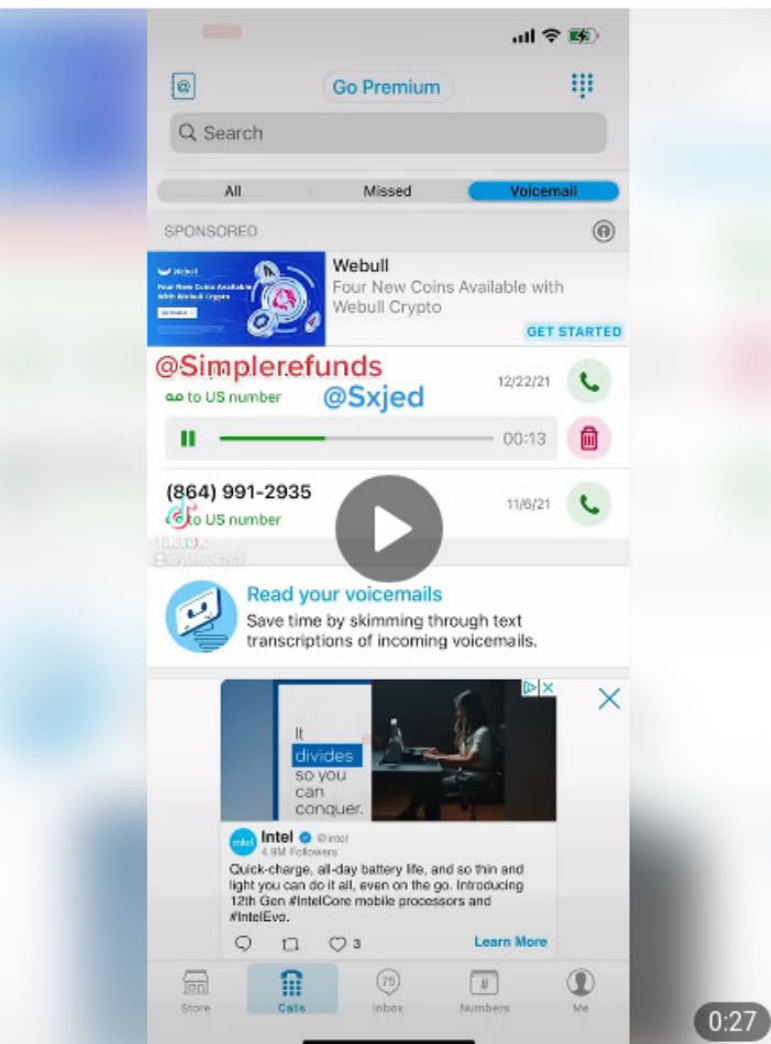 Go Premium
Search
All Missed Voicemail
SPONSORED
Webull
Four New Coins Available with
Webull Crypto
GET STARTED
Webull
Four New Coins Available
With Webull Crypto
@Simplerefunds
12/22/21
to US number
@Sxjed
00:13
(864) 991-2935
11/6/21
to US number
TikTok
Read your voicemails
Save time by skimming through text
transcriptions of incoming voicemails.
It
divides
so you
can
conquer.
intel
Intel @intel
4.9M Followers
Quick-charge, all-day battery life, and so thin and
light you can do it all, even on the go. Introducing
12th Gen #IntelCore mobile processors and
#IntelEvo.
3
Learn More
75
#
Store Calls Inbox Numbers Me
0:27